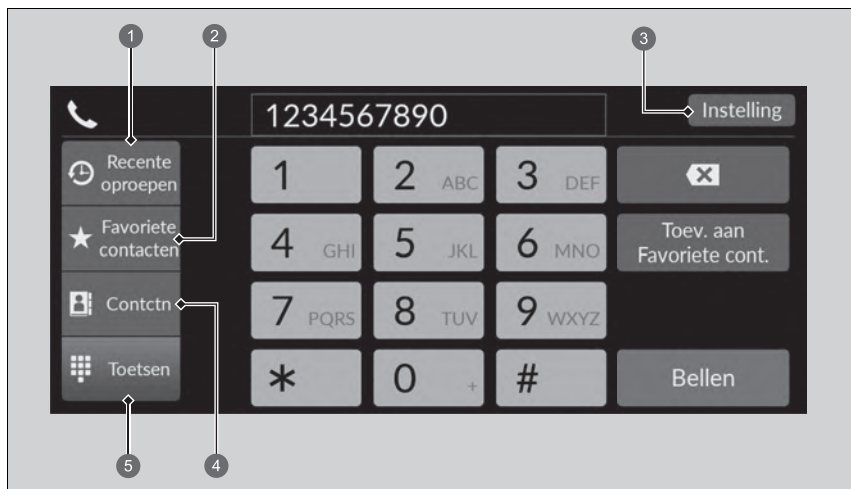 1
2
3
1234567890
Instelling
Recente
oproepen
1
2 ABC
3 DEF
Favoriete
contacten
4 GHI
5 JKL
6 MNO
Toev. aan
Favoriete cont.
Contctn
7 PQRS
8 TUV
9 WXYZ
Toetsen
*
0 +
#
Bellen
5
4